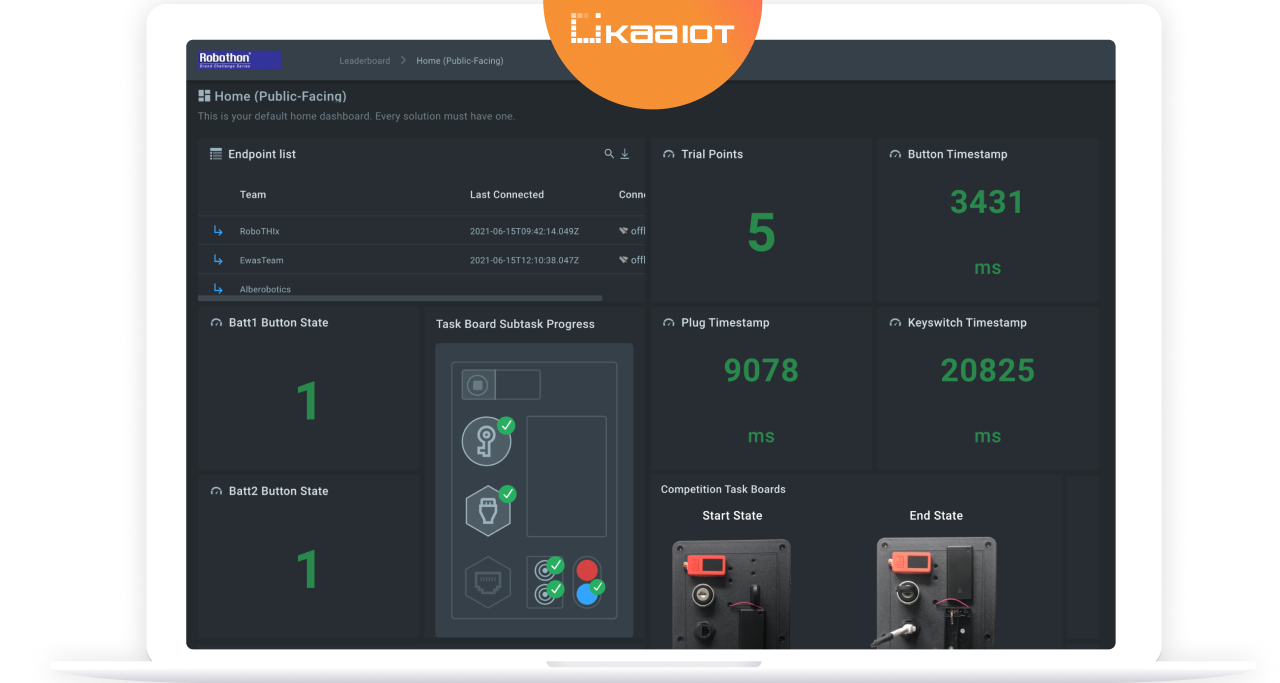 KaaIoT
Robothon
Grand Challenge Series
Leaderboard > Home (Public-Facing)
Home (Public-Facing)
This is your default home dashboard. Every solution must have one.
Endpoint list
Team Last Connected Conn
RoboTHIx 2021-06-15T09:42:14.049Z offl
EwasTeam 2021-06-15T12:10:38.047Z offl
Alberobotics
Trial Points
5
Button Timestamp
3431
ms
Batt1 Button State
1
Task Board Subtask Progress
Plug Timestamp
9078
ms
Keyswitch Timestamp
20825
ms
Batt2 Button State
1
Competition Task Boards
Start State End State